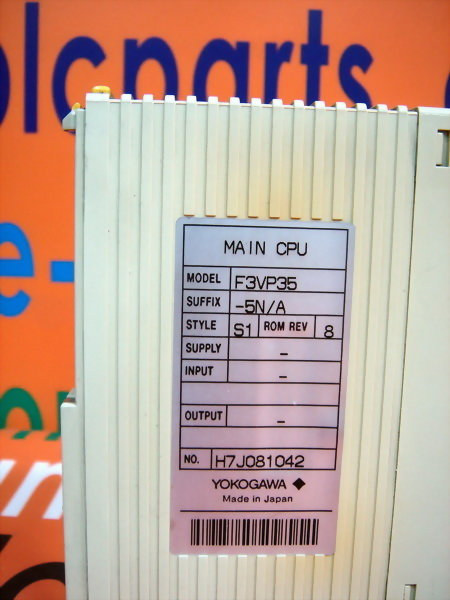 plcparts
MAIN CPU
MODEL F3VP35
SUFFIX -5N/A
STYLE S1 ROM REV 8
SUPPLY -
INPUT -
OUTPUT -
NO. H7J081042
YOKOGAWA ◆
Made in Japan